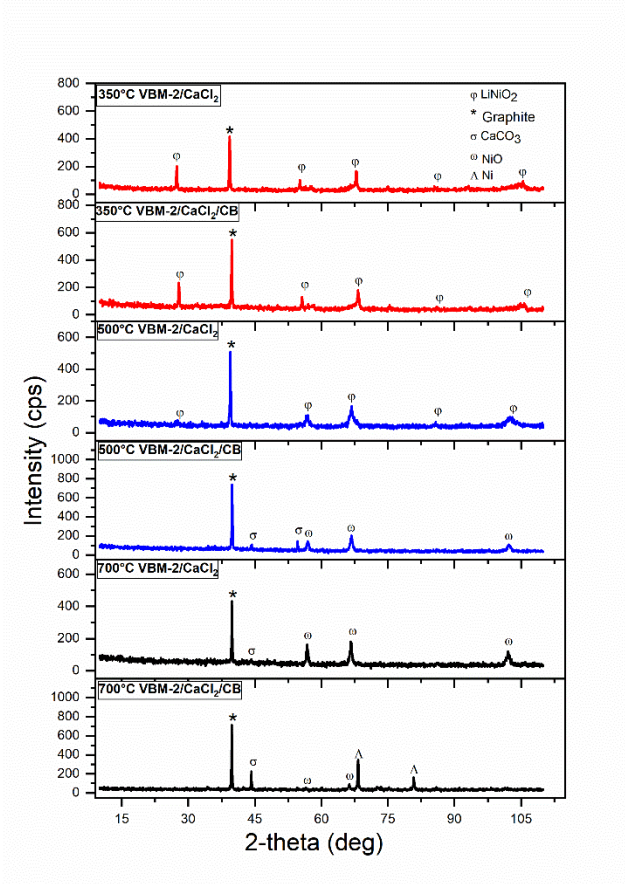 800
350°C VBM-2/CaCl₂
φ LiNiO₂
600
* Graphite
σ CaCO₃
400
*
ω NiO
Λ Ni
φ φ φ φ φ
200
0
800
350°C VBM-2/CaCl₂/CB
*
600
400
φ φ φ φ φ
200
0
600
500°C VBM-2/CaCl₂
*
400
200
φ φ φ φ φ
0
1000
500°C VBM-2/CaCl₂/CB
800
*
600
400
σ σ ω ω ω
200
0
600
700°C VBM-2/CaCl₂
*
400
200
σ ω ω ω
0
1000
700°C VBM-2/CaCl₂/CB
800
*
600
400
σ ω ω Λ Λ
200
0
15 45 60 75 90 105
2-theta (deg)
Intensity (cps)